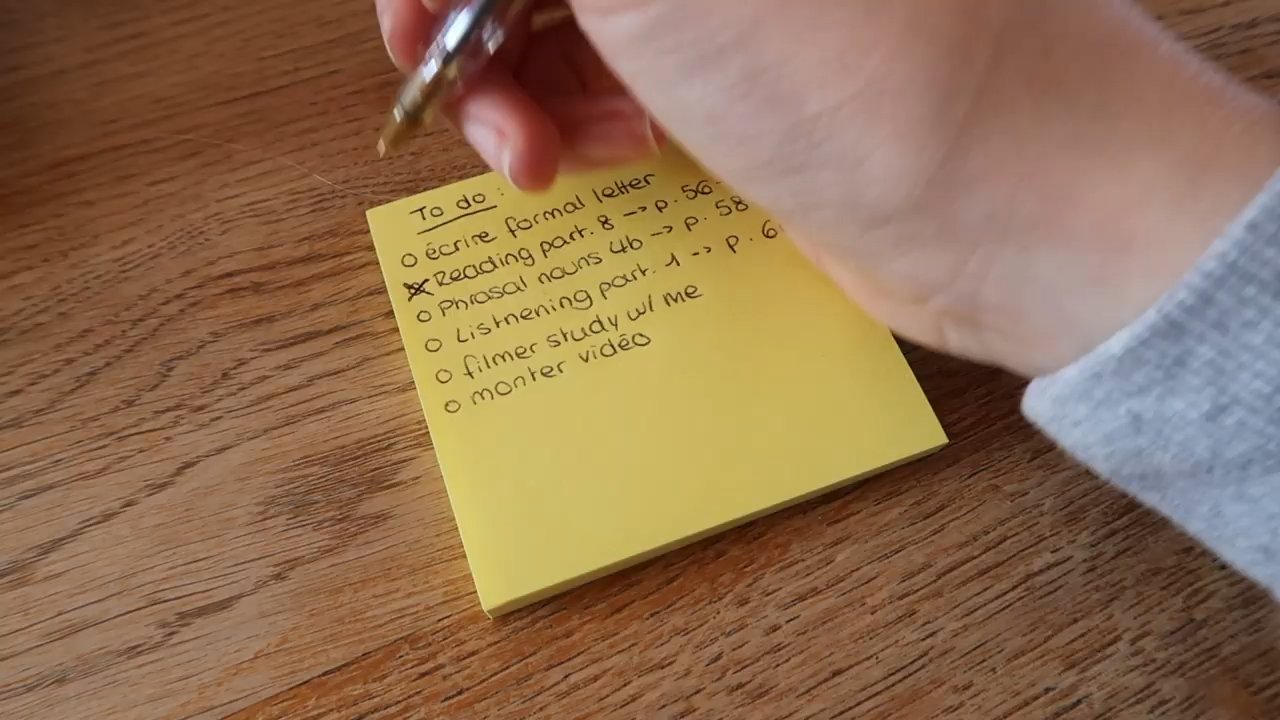 To do :
o écrire formal letter
Reading part. 8 -> p. 56-
o Phrasal nouns 4b -> p. 58
o Listnening part. 1 -> p. 6
o filmer study w/ me
o monter vidéo